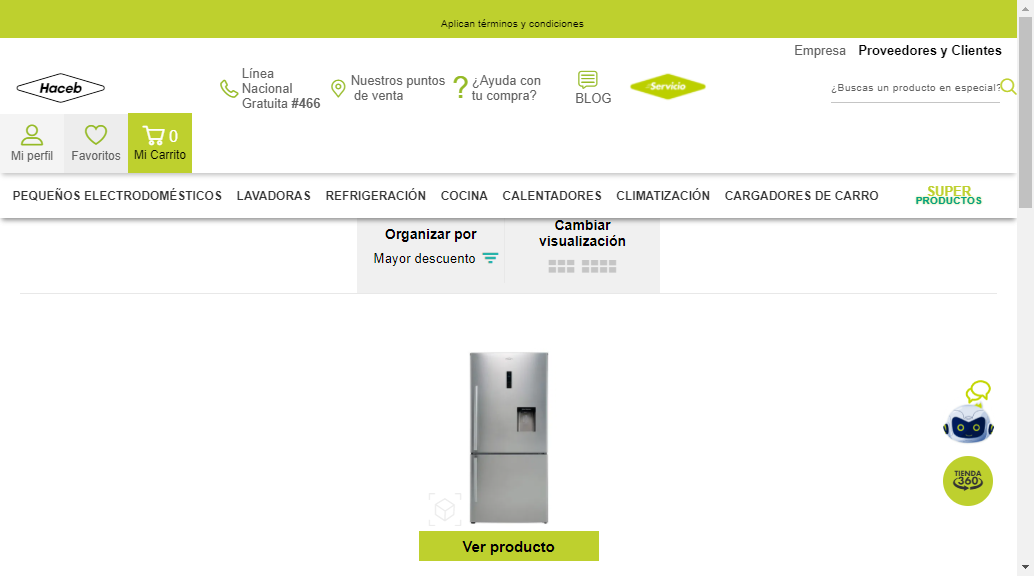 Aplican términos y condiciones
Empresa Proveedores y Clientes
Haceb
Línea
Nacional
Gratuita #466
Nuestros puntos
de venta
¿Ayuda con
tu compra?
BLOG
Servicio
¿Buscas un producto en especial?
Mi perfil
Favoritos
0
Mi Carrito
PEQUEÑOS ELECTRODOMÉSTICOS LAVADORAS REFRIGERACIÓN COCINA CALENTADORES CLIMATIZACIÓN CARGADORES DE CARRO
SUPER
PRODUCTOS
Organizar por
Mayor descuento
Cambiar
visualización
TIENDA
360
Ver producto